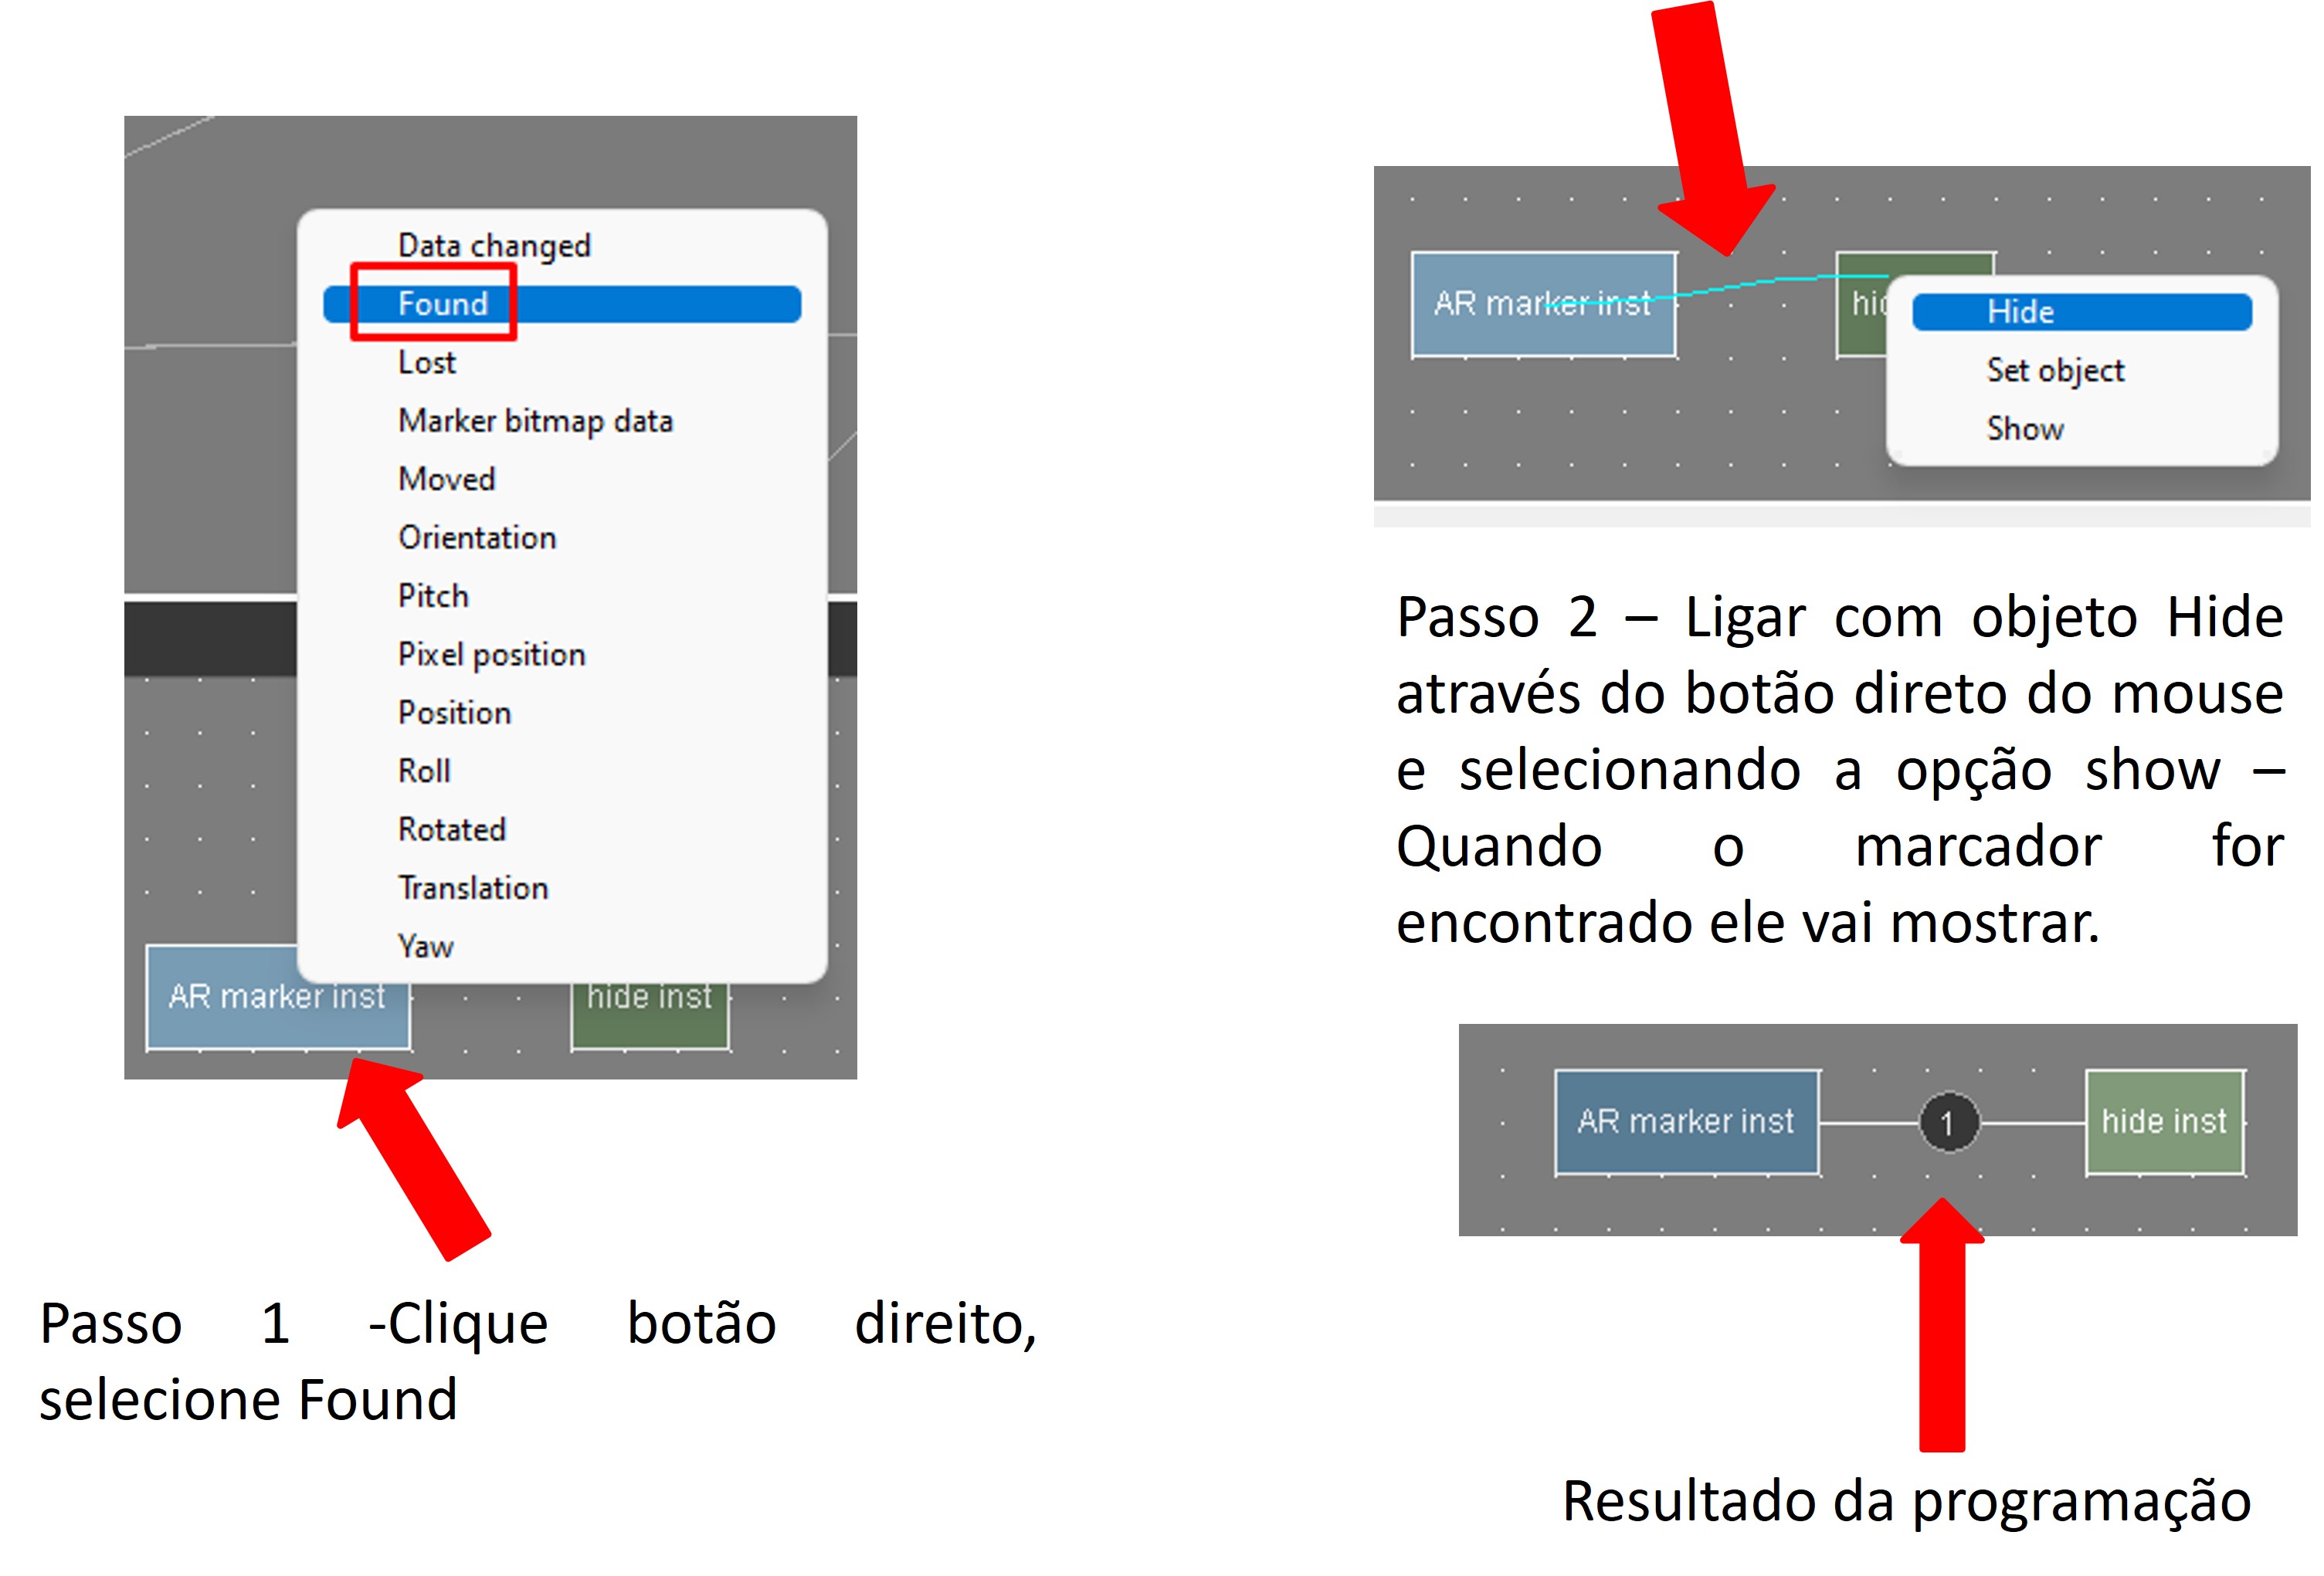 Data changed
Found
Lost
Marker bitmap data
Moved
Orientation
Pitch
Pixel position
Position
Roll
Rotated
Translation
Yaw
AR marker inst
hide inst
Passo 1 -Clique botão direito,
selecione Found
AR marker inst
hid
Hide
Set object
Show
Passo 2 – Ligar com objeto Hide
através do botão direto do mouse
e selecionando a opção show –
Quando o marcador for
encontrado ele vai mostrar.
AR marker inst
1
hide inst
Resultado da programação